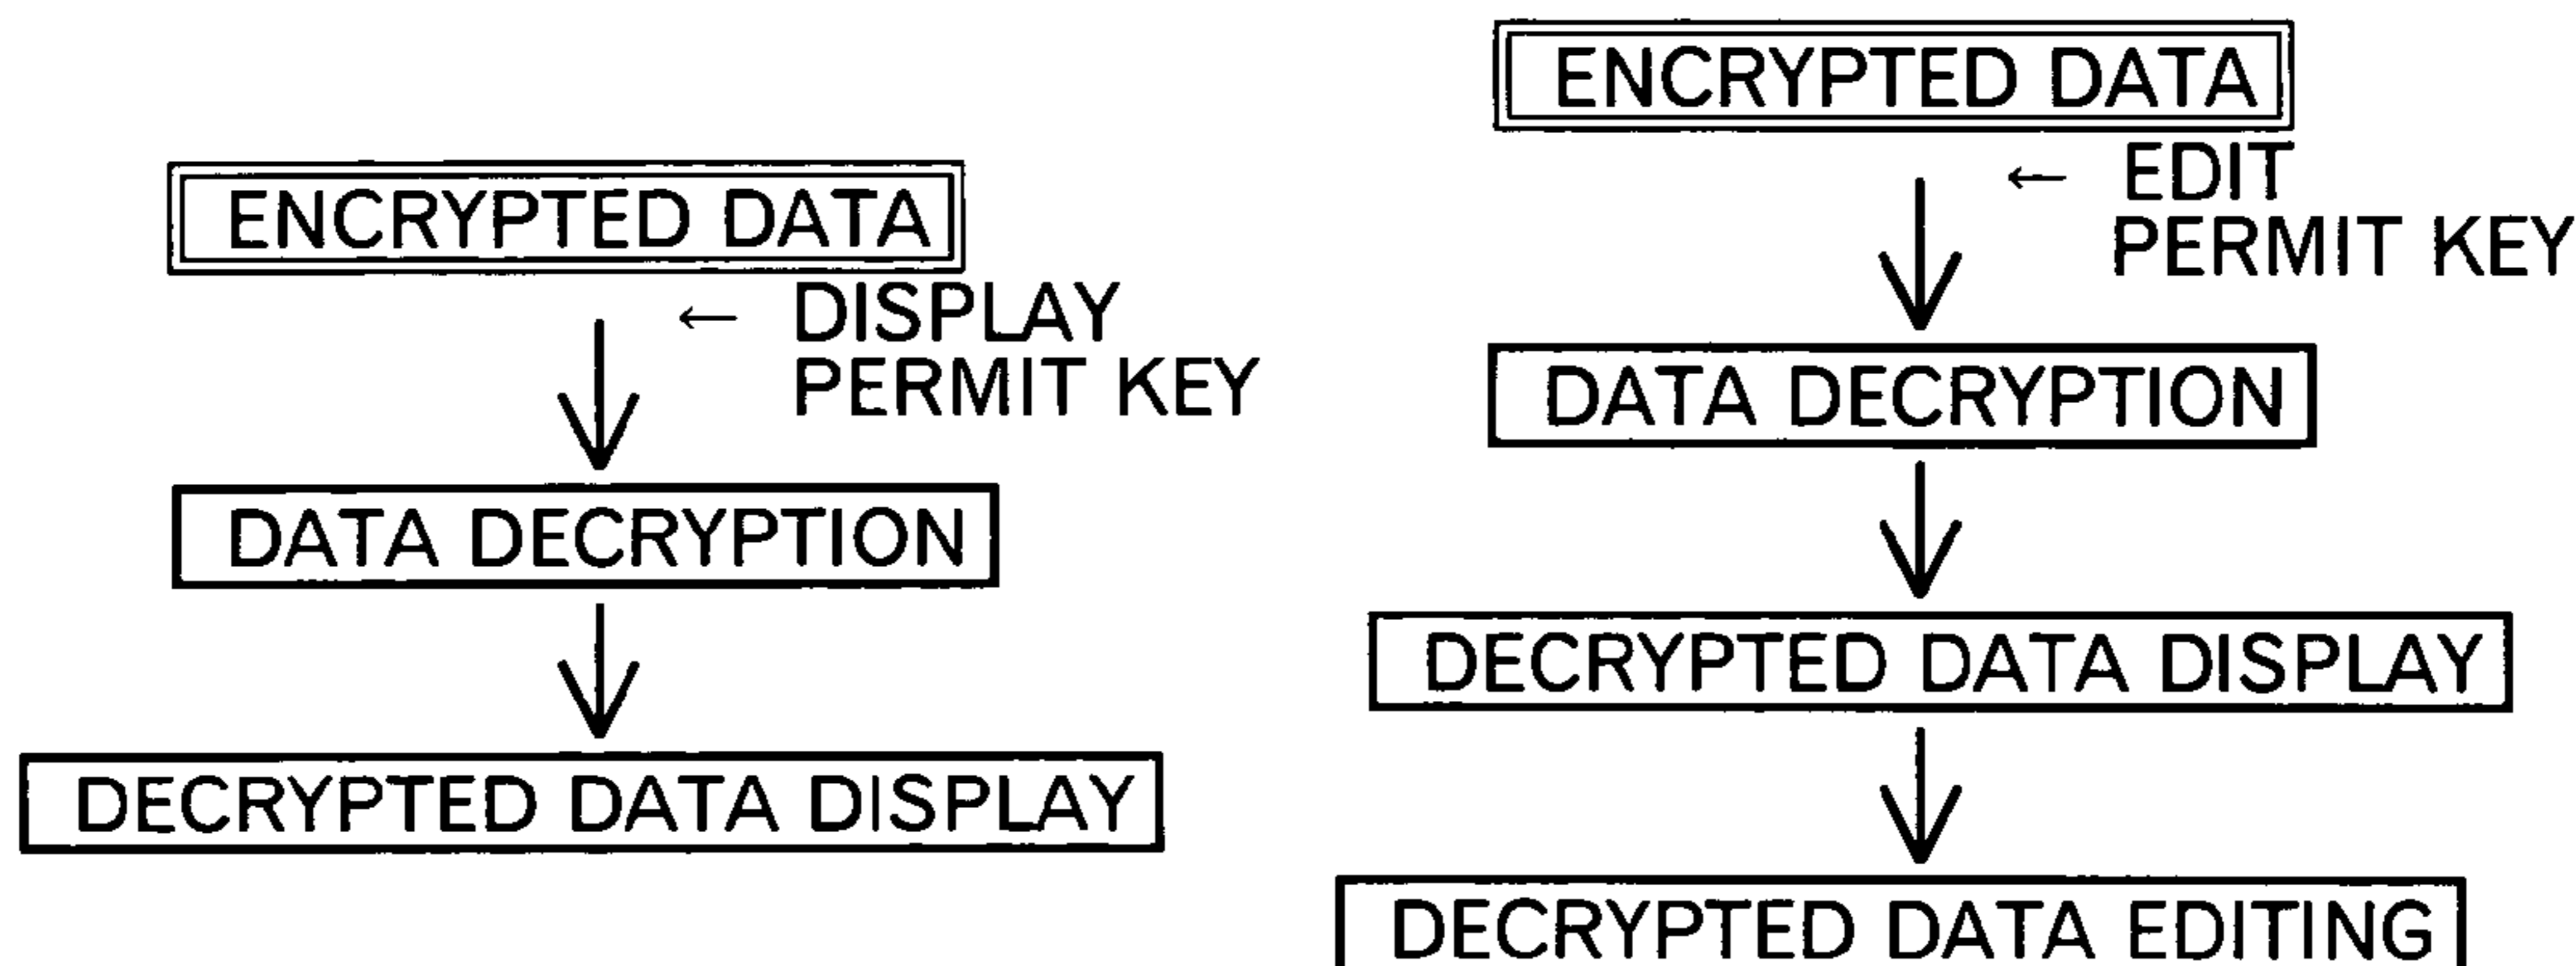 ENCRYPTED DATA
← DISPLAY
PERMIT KEY
DATA DECRYPTION
DECRYPTED DATA DISPLAY
ENCRYPTED DATA
← EDIT
PERMIT KEY
DATA DECRYPTION
DECRYPTED DATA DISPLAY
DECRYPTED DATA EDITING